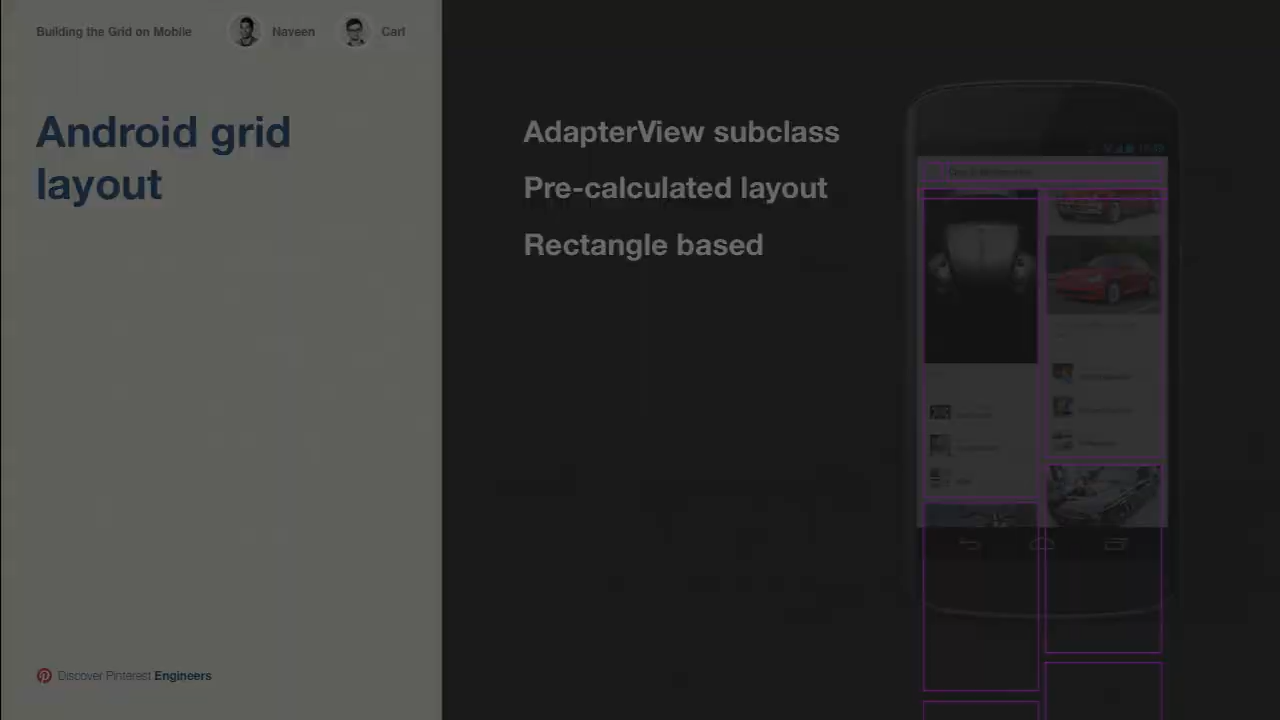 Building the Grid on Mobile
Naveen
Carl
Android grid
layout
AdapterView subclass
Pre-calculated layout
Rectangle based
Discover Pinterest Engineers